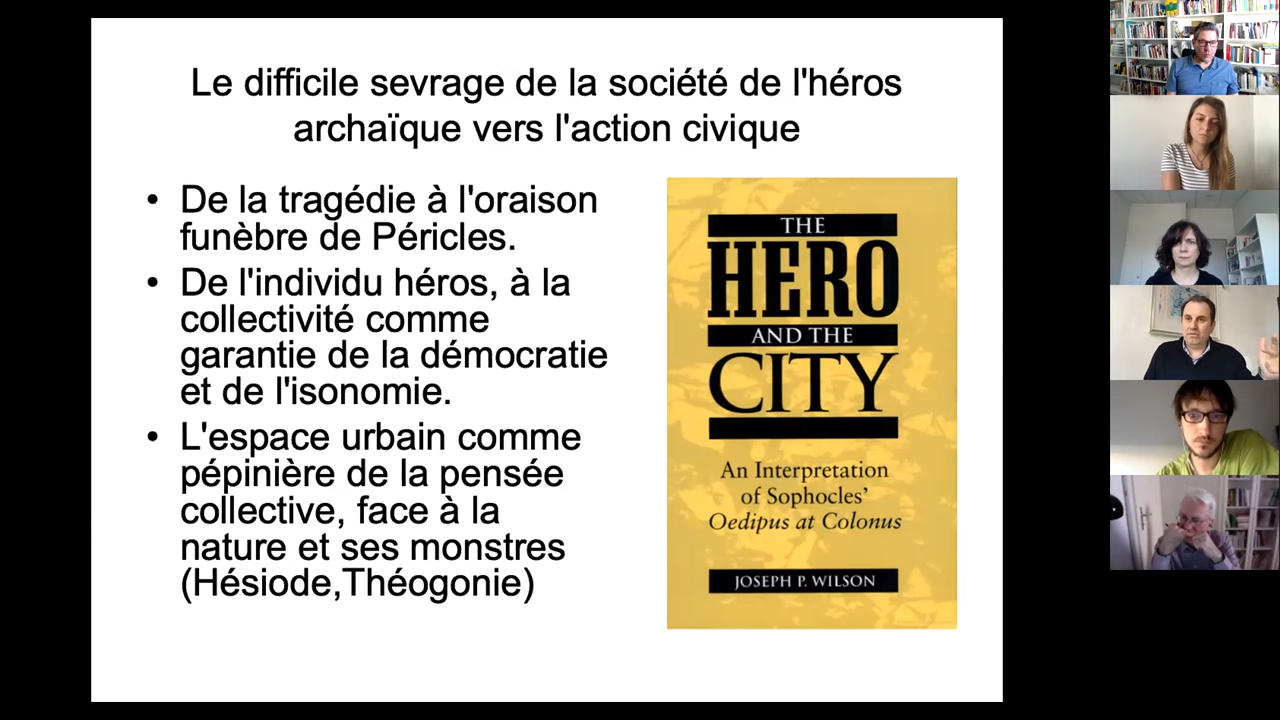 Le difficile sevrage de la société de l'héros
archaïque vers l'action civique
• De la tragédie à l'oraison
funèbre de Péricles.
• De l'individu héros, à la
collectivité comme
garantie de la démocratie
et de l'isonomie.
• L'espace urbain comme
pépinière de la pensée
collective, face à la
nature et ses monstres
(Hésiode,Théogonie)
THE
HERO
AND THE
CITY
An Interpretation
of Sophocles'
Oedipus at Colonus
JOSEPH P. WILSON